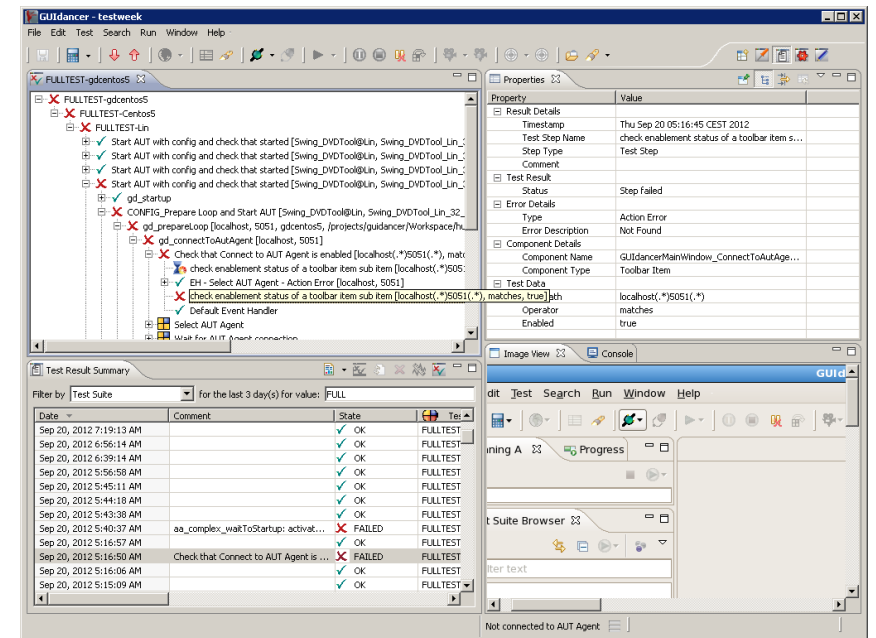 GUIdancer - testweek
File Edit Test Search Run Window Help
FULLTEST-gdcentos5
FULLTEST-gdcentos5
FULLTEST-Centos5
FULLTEST-Lin
Start AUT with config and check that started [Swing_DVDTool@Lin, Swing_DVDTool_Lin_
Start AUT with config and check that started [Swing_DVDTool@Lin, Swing_DVDTool_Lin_
Start AUT with config and check that started [Swing_DVDTool@Lin, Swing_DVDTool_Lin_
Start AUT with config and check that started [Swing_DVDTool@Lin, Swing_DVDTool_Lin_
gd_startup
CONFIG_Prepare Loop and Start AUT [Swing_DVDTool@Lin, Swing_DVDTool_Lin_32_
gd_prepareLoop [localhost, 5051, gdcentos5, /projects/guidancer/Workspace/hu
gd_connectToAutAgent [localhost, 5051]
Check that Connect to AUT Agent is enabled [localhost(.*)5051(.*), matc
check enablement status of a toolbar item sub item [localhost(.*)505
EH - Select AUT Agent - Action Error [localhost, 5051]
check enablement status of a toolbar item sub item [localhost(.*)5051(.*), matches, true]
Default Event Handler
Select AUT Agent
Wait for AUT Agent connection
Properties
Property Value
Result Details
Timestamp Thu Sep 20 05:16:45 CEST 2012
Test Step Name check enablement status of a toolbar item s...
Step Type Test Step
Comment
Test Result
Status Step failed
Error Details
Type Action Error
Error Description Not Found
Component Details
Component Name GUIdancerMainWindow_ConnectToAutAge...
Component Type Toolbar Item
Test Data
ath localhost(.*)5051(.*)
Operator matches
Enabled true
Test Result Summary
Filter by Test Suite for the last 3 day(s) for value: FULL
Date Comment State Te
Sep 20, 2012 7:19:13 AM OK FULLTEST
Sep 20, 2012 6:56:14 AM OK FULLTEST
Sep 20, 2012 6:39:14 AM OK FULLTEST
Sep 20, 2012 5:56:58 AM OK FULLTEST
Sep 20, 2012 5:45:11 AM OK FULLTEST
Sep 20, 2012 5:44:18 AM OK FULLTEST
Sep 20, 2012 5:43:38 AM OK FULLTEST
Sep 20, 2012 5:40:37 AM aa_complex_waitToStartup: activat... FAILED FULLTEST
Sep 20, 2012 5:16:57 AM OK FULLTEST
Sep 20, 2012 5:16:50 AM Check that Connect to AUT Agent is ... FAILED FULLTEST
Sep 20, 2012 5:16:06 AM OK FULLTEST
Sep 20, 2012 5:15:09 AM OK FULLTEST
Image View Console
GUId
dit Test Search Run Window Help
ning A Progress
t Suite Browser
lter text
Not connected to AUT Agent